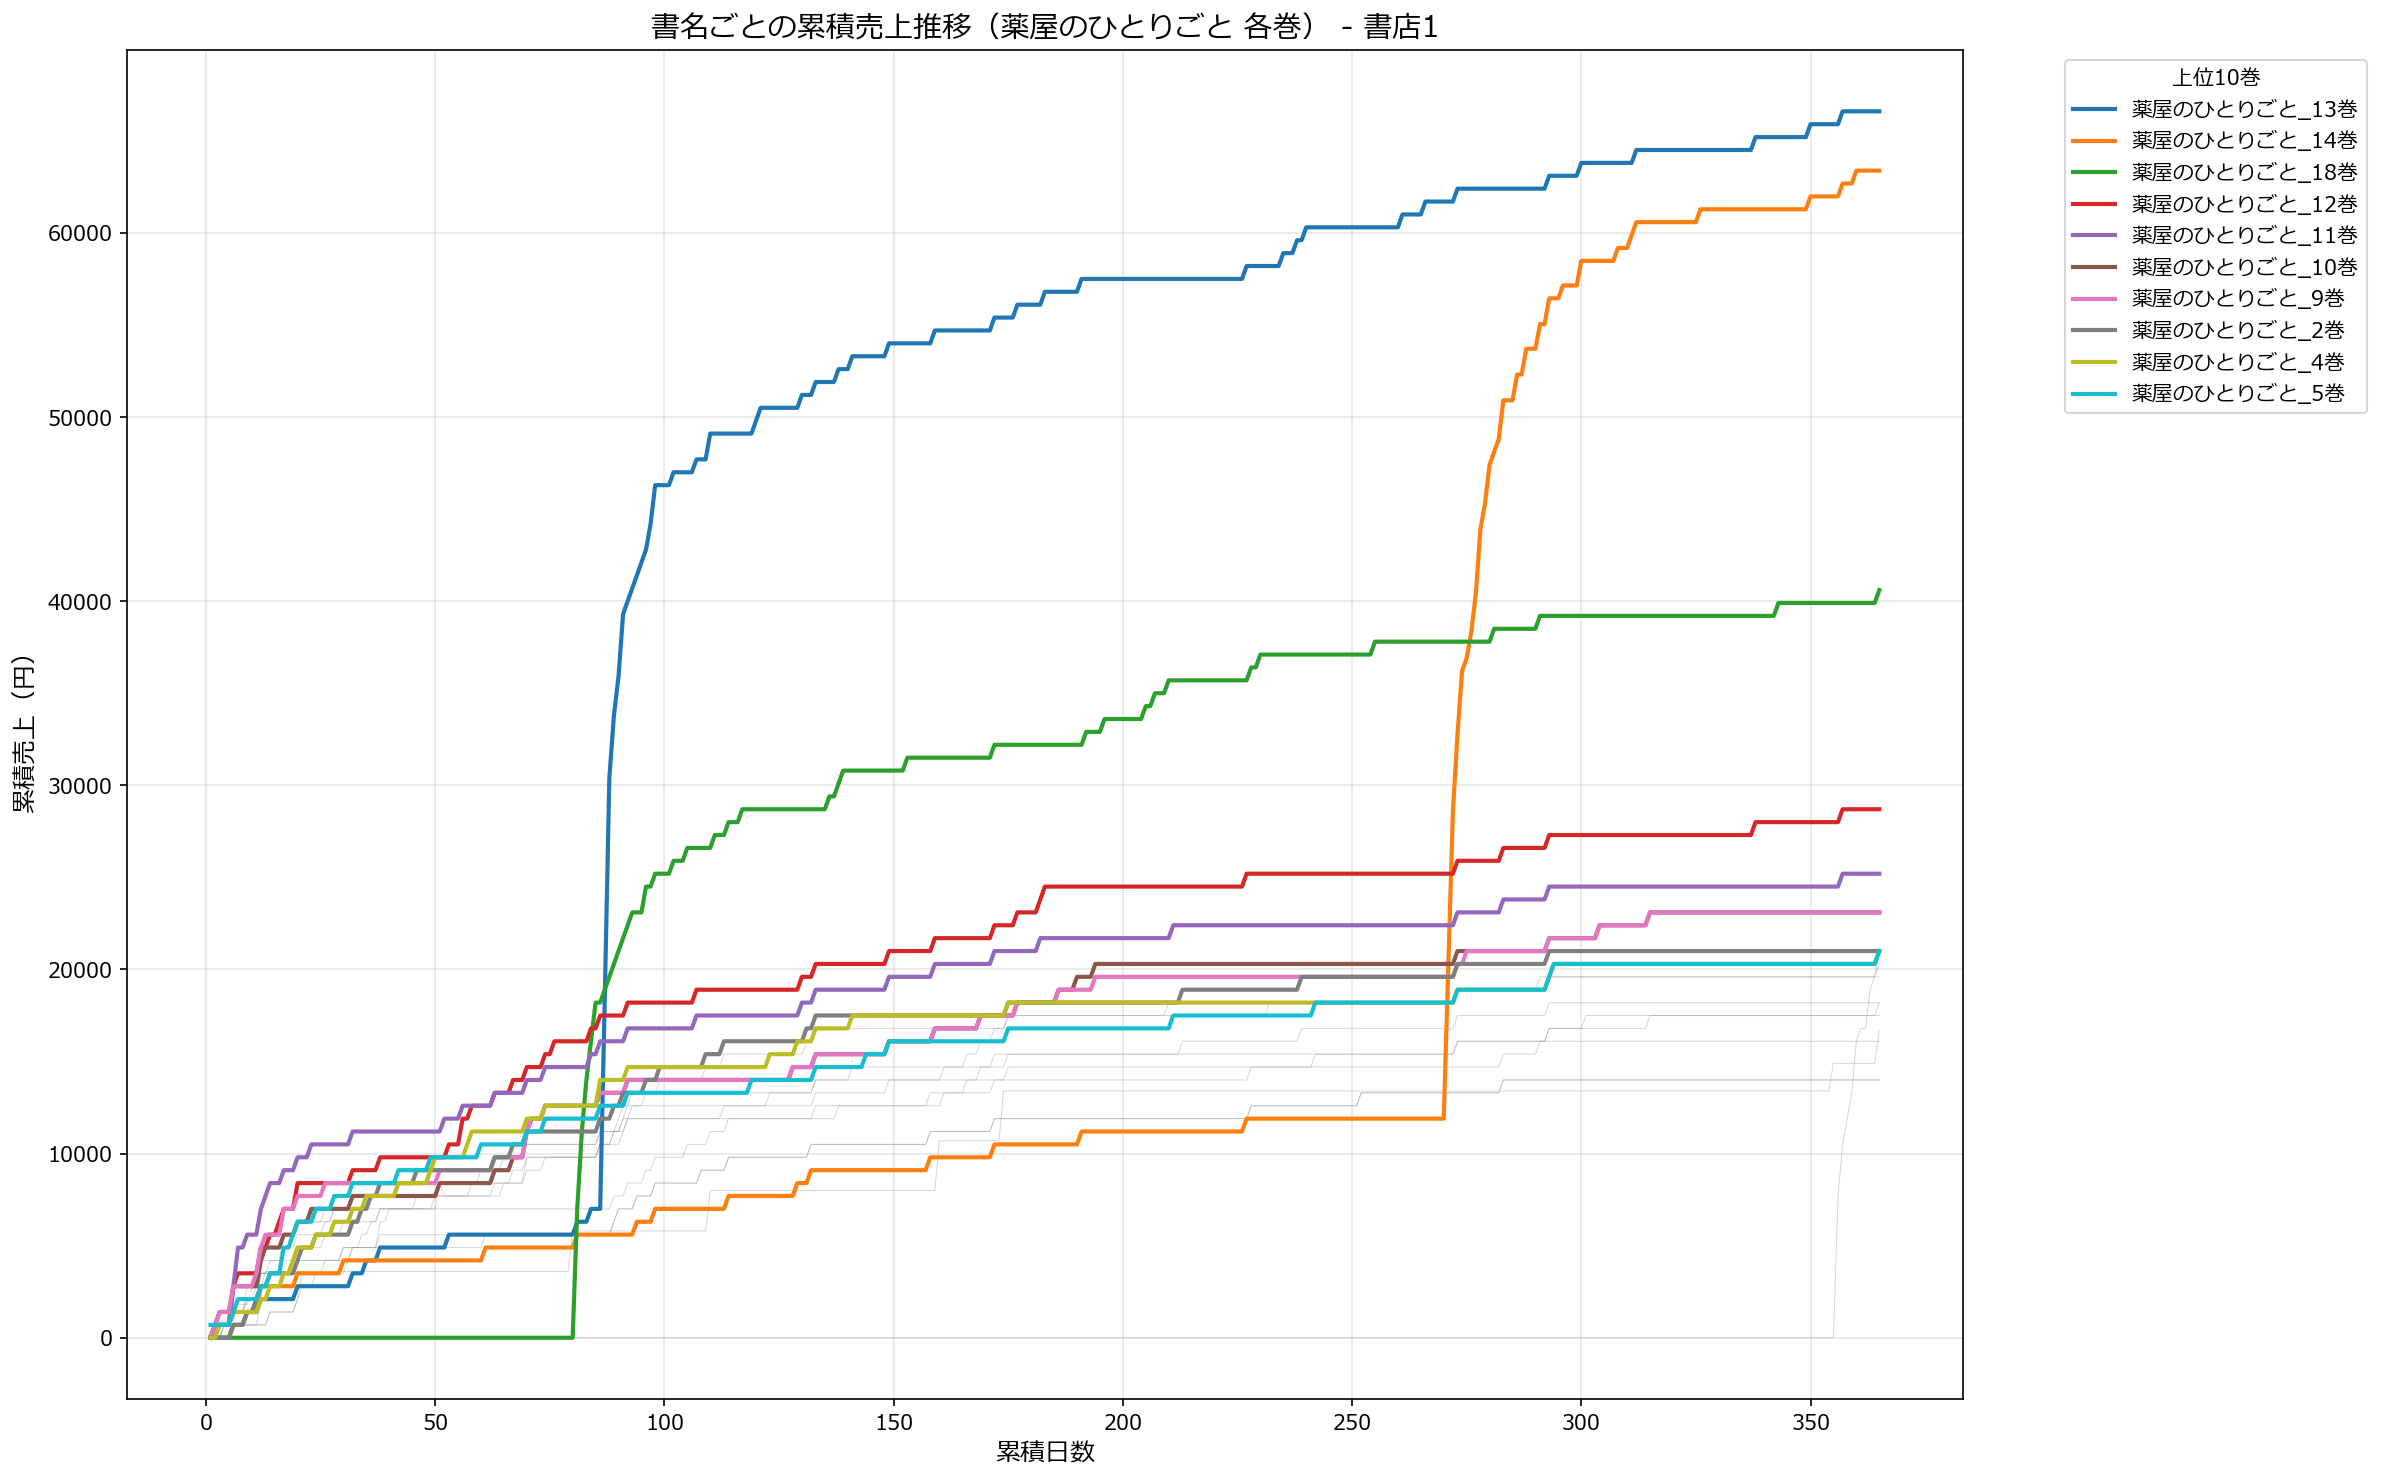 書名ごとの累積売上推移（薬屋のひとりごと 各巻） - 書店1
累積売上（円）
60000
50000
40000
30000
20000
10000
0
0 50 100 150 200 250 300 350
累積日数
上位10巻
薬屋のひとりごと_13巻
薬屋のひとりごと_14巻
薬屋のひとりごと_18巻
薬屋のひとりごと_12巻
薬屋のひとりごと_11巻
薬屋のひとりごと_10巻
薬屋のひとりごと_9巻
薬屋のひとりごと_2巻
薬屋のひとりごと_4巻
薬屋のひとりごと_5巻